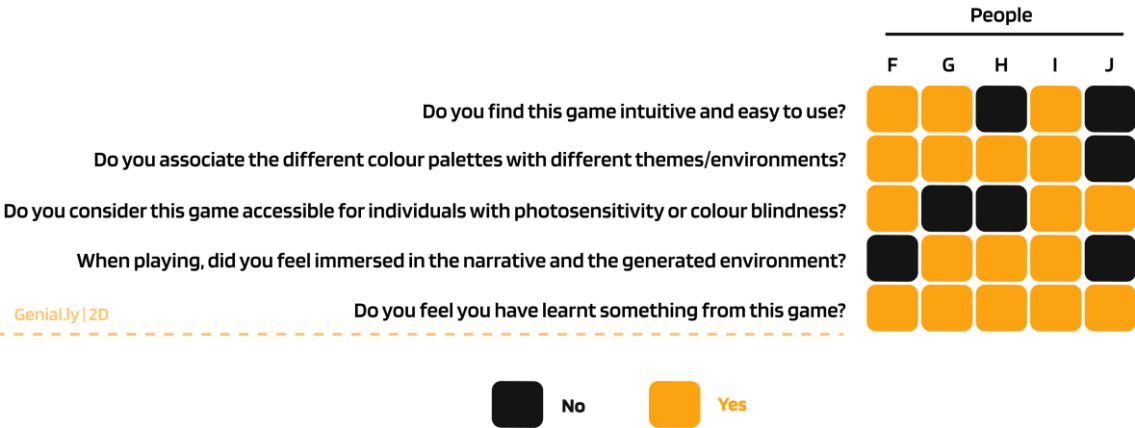 People
F G H I J
Do you find this game intuitive and easy to use?
Do you associate the different colour palettes with different themes/environments?
Do you consider this game accessible for individuals with photosensitivity or colour blindness?
When playing, did you feel immersed in the narrative and the generated environment?
Genial.ly | 2D
Do you feel you have learnt something from this game?
No
Yes